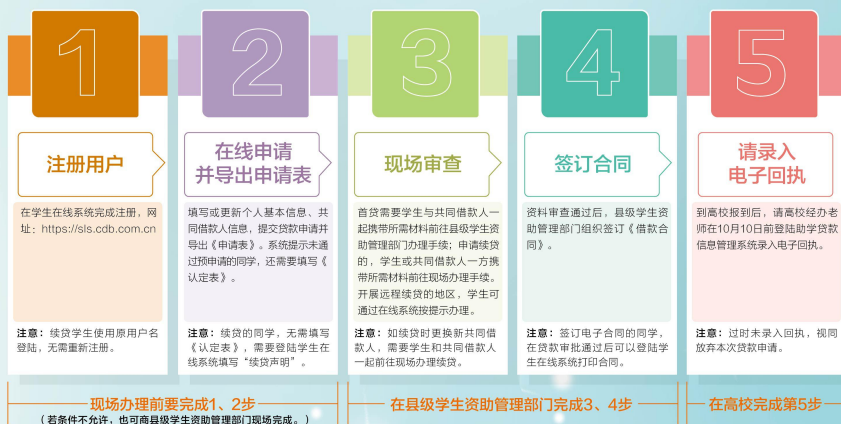 1
注册用户
在学生在线系统完成注册，网
址：https://sls.cdb.com.cn
注意：续贷学生使用原用户名
登陆，无需重新注册。
2
在线申请
并导出申请表
填写或更新个人基本信息、共
同借款人信息，提交贷款申请并
导出《申请表》。系统提示未通
过预申请的同学，还需要填写《
认定表》。
注意：续贷的同学，无需填写
《认定表》，需要登陆学生在
线系统填写“续贷声明”。
3
现场审查
首贷需要学生与共同借款人一
起携带所需材料前往县级学生资
助管理部门办理手续；申请续贷
的，学生或共同借款人一方携
带所需材料前往现场办理手续。
开展远程续贷的地区，学生可
通过在线系统按提示办理。
注意：如续贷时更换新共同借
款人，需要学生和共同借款人
一起前往现场办理续贷。
4
签订合同
资料审查通过后，县级学生资
助管理部门组织签订《借款合
同》。
注意：签订电子合同的同学，
在贷款审批通过后可以登陆学
生在线系统打印合同。
5
请录入
电子回执
到高校报到后，请高校经办老
师在10月10日前登陆助学贷款
信息管理系统录入电子回执。
注意：过时未录入回执，视同
放弃本次贷款申请。
现场办理前要完成1、2步
（若条件不允许，也可商县级学生资助管理部门现场完成。）
在县级学生资助管理部门完成3、4步
在高校完成第5步